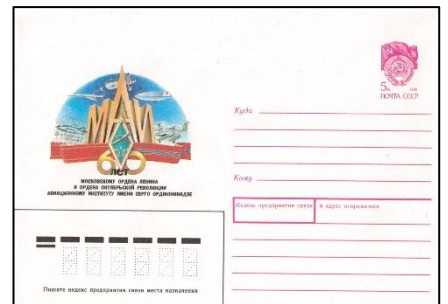 МАИ
60
ЛЕТ
МОСКОВСКОМУ ОРДЕНА ЛЕНИНА
И ОРДЕНА ОКТЯБРЬСКОЙ РЕВОЛЮЦИИ
АВИАЦИОННОМУ ИНСТИТУТУ ИМЕНИ СЕРГО ОРДЖОНИКИДЗЕ
5к
ПОЧТА СССР
Куда
Кому
Индекс предприятия связи и адрес отправителя
Пишите индекс предприятия связи места назначения